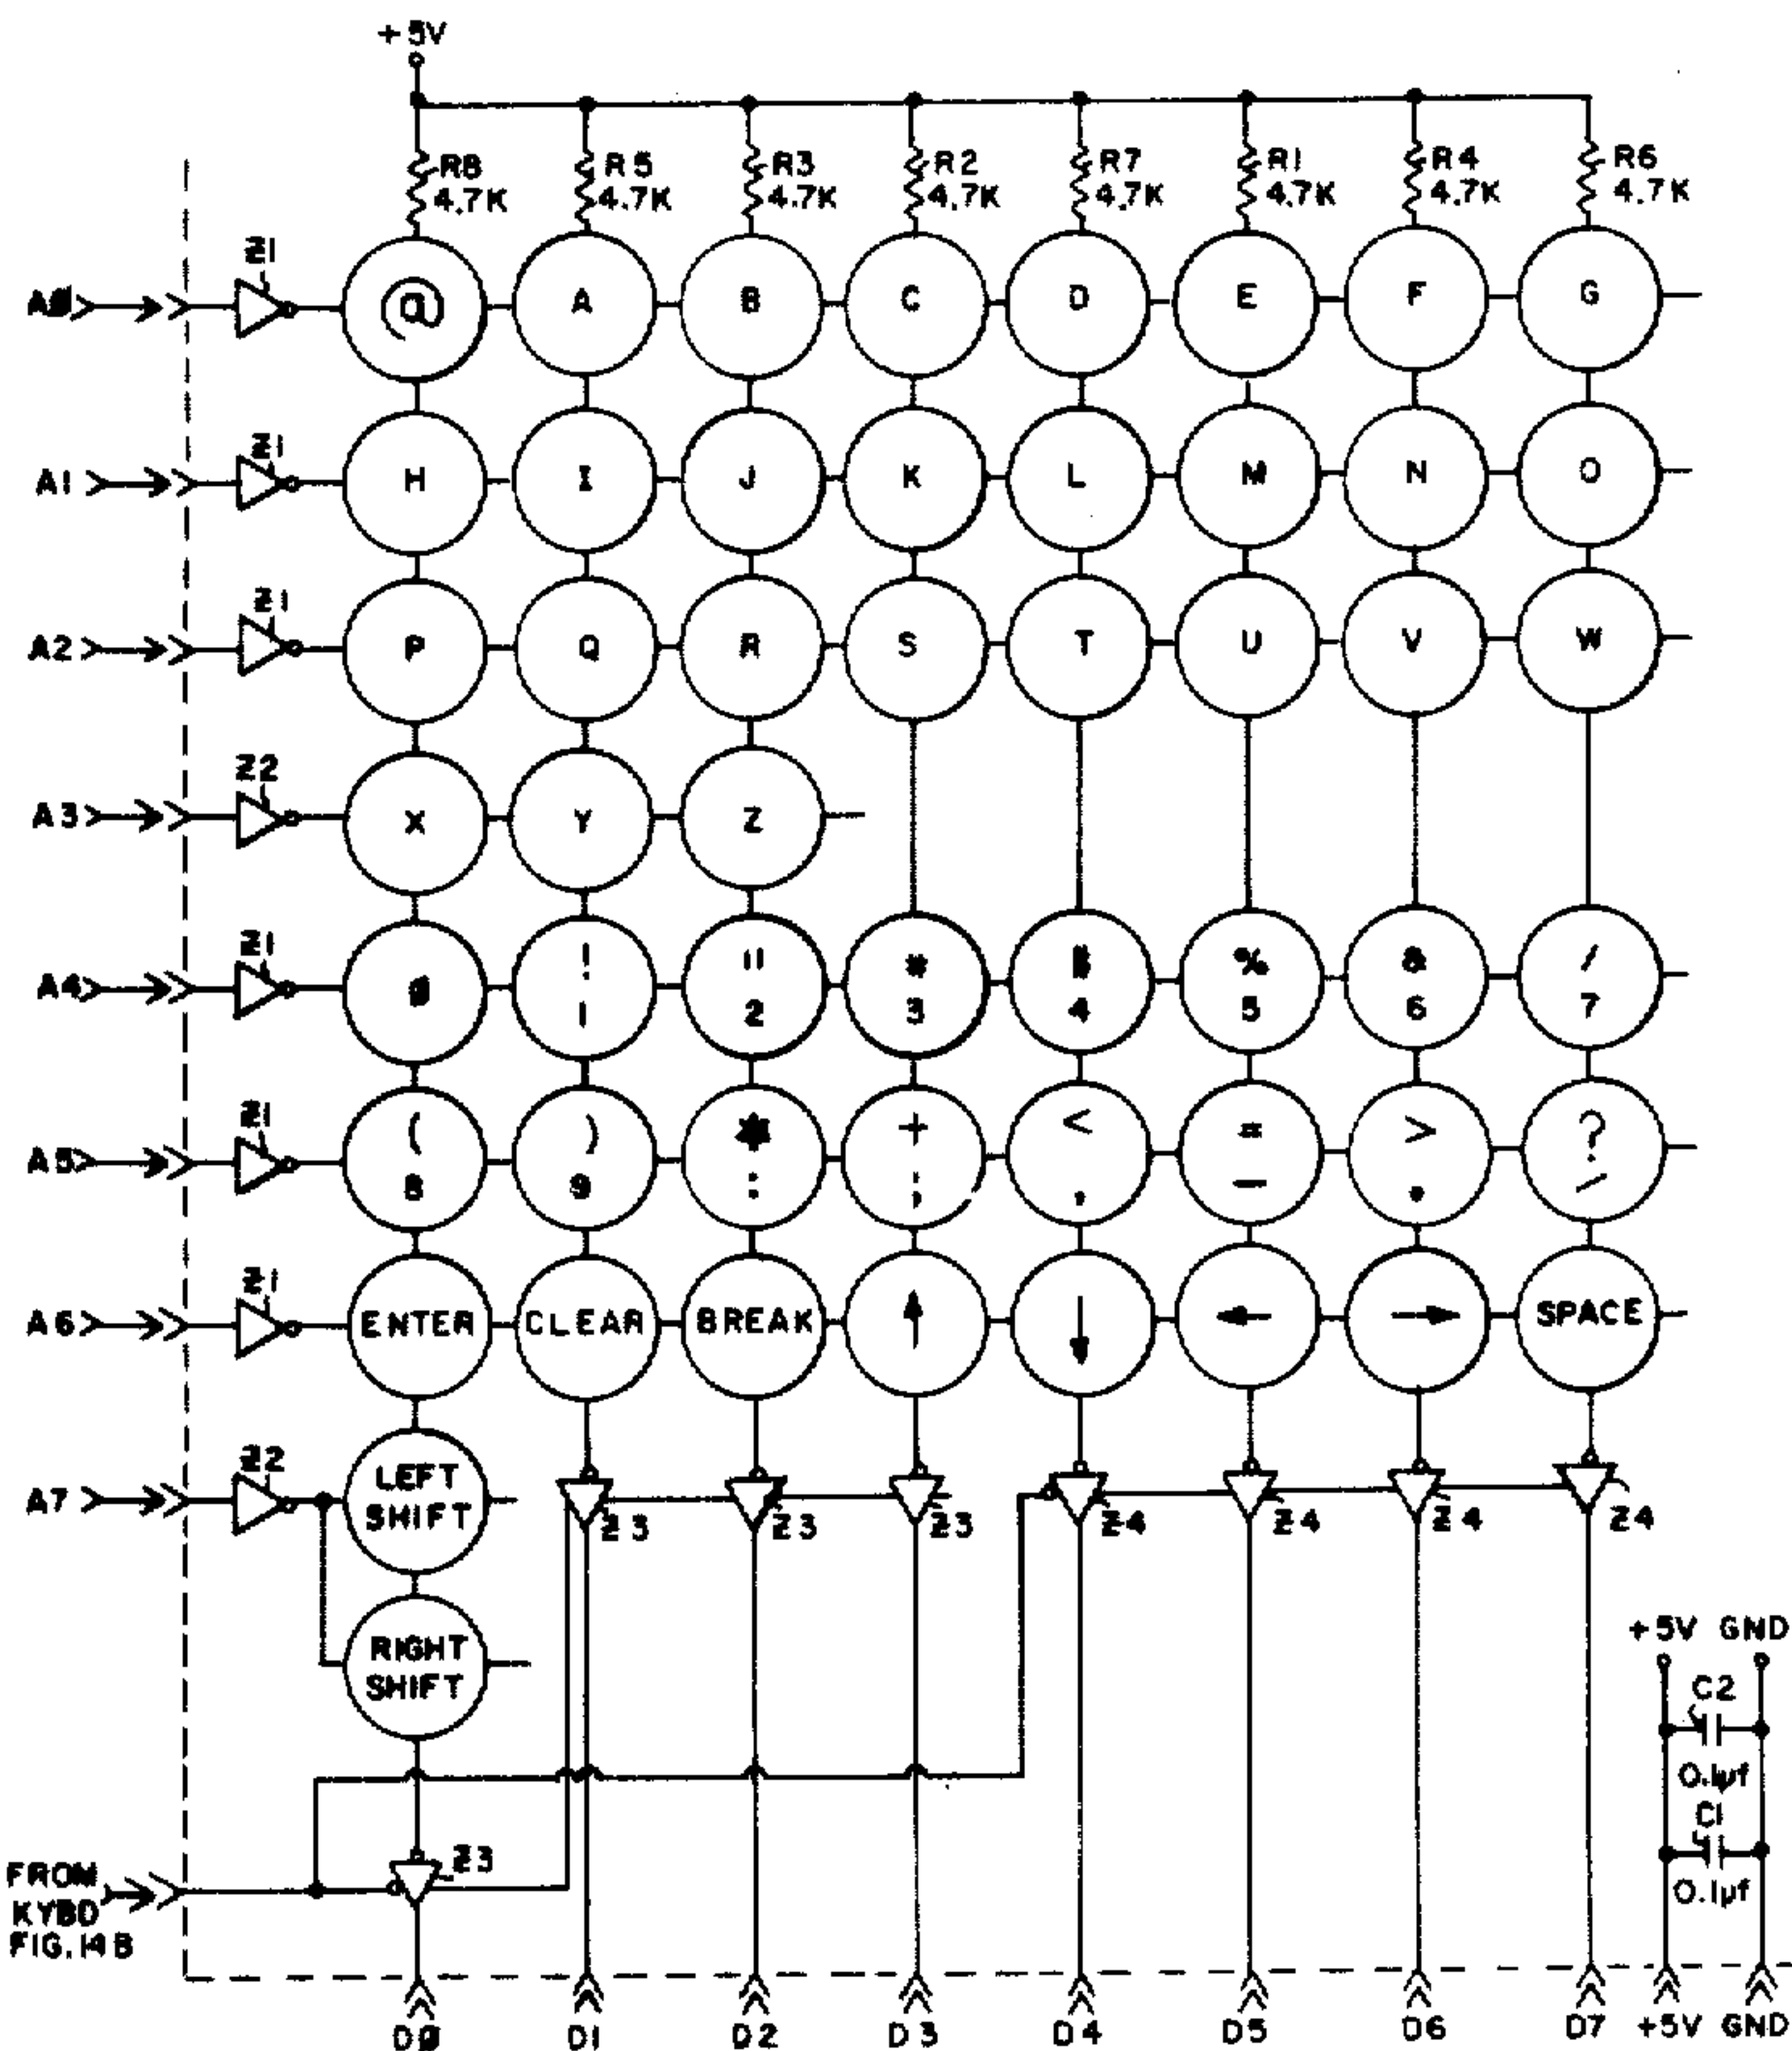 +5V
R8 R5 R3 R2 R7 R1 R4 R6
4.7K 4.7K 4.7K 4.7K 4.7K 4.7K 4.7K 4.7K
Z1
AØ @ A B C D E F G
Z1
A1 H I J K L M N O
Z1
A2 P Q R S T U V W
Z2
A3 X Y Z
Z1 ! " # $ % & /
A4 Ø 1 2 3 4 5 6 7
Z1 ( ) * + < = > ?
A5 8 9 : ; , - . /
Z1
A6 ENTER CLEAR BREAK ↑ ↓ ← → SPACE
Z2
A7 LEFT
SHIFT Z3 Z3 Z3 Z4 Z4 Z4 Z4
RIGHT
SHIFT
+5V GND
C2
0.1µf
C1
0.1µf
Z3
FROM
KYBD
FIG. 14B
DØ D1 D2 D3 D4 D5 D6 D7 +5V GND